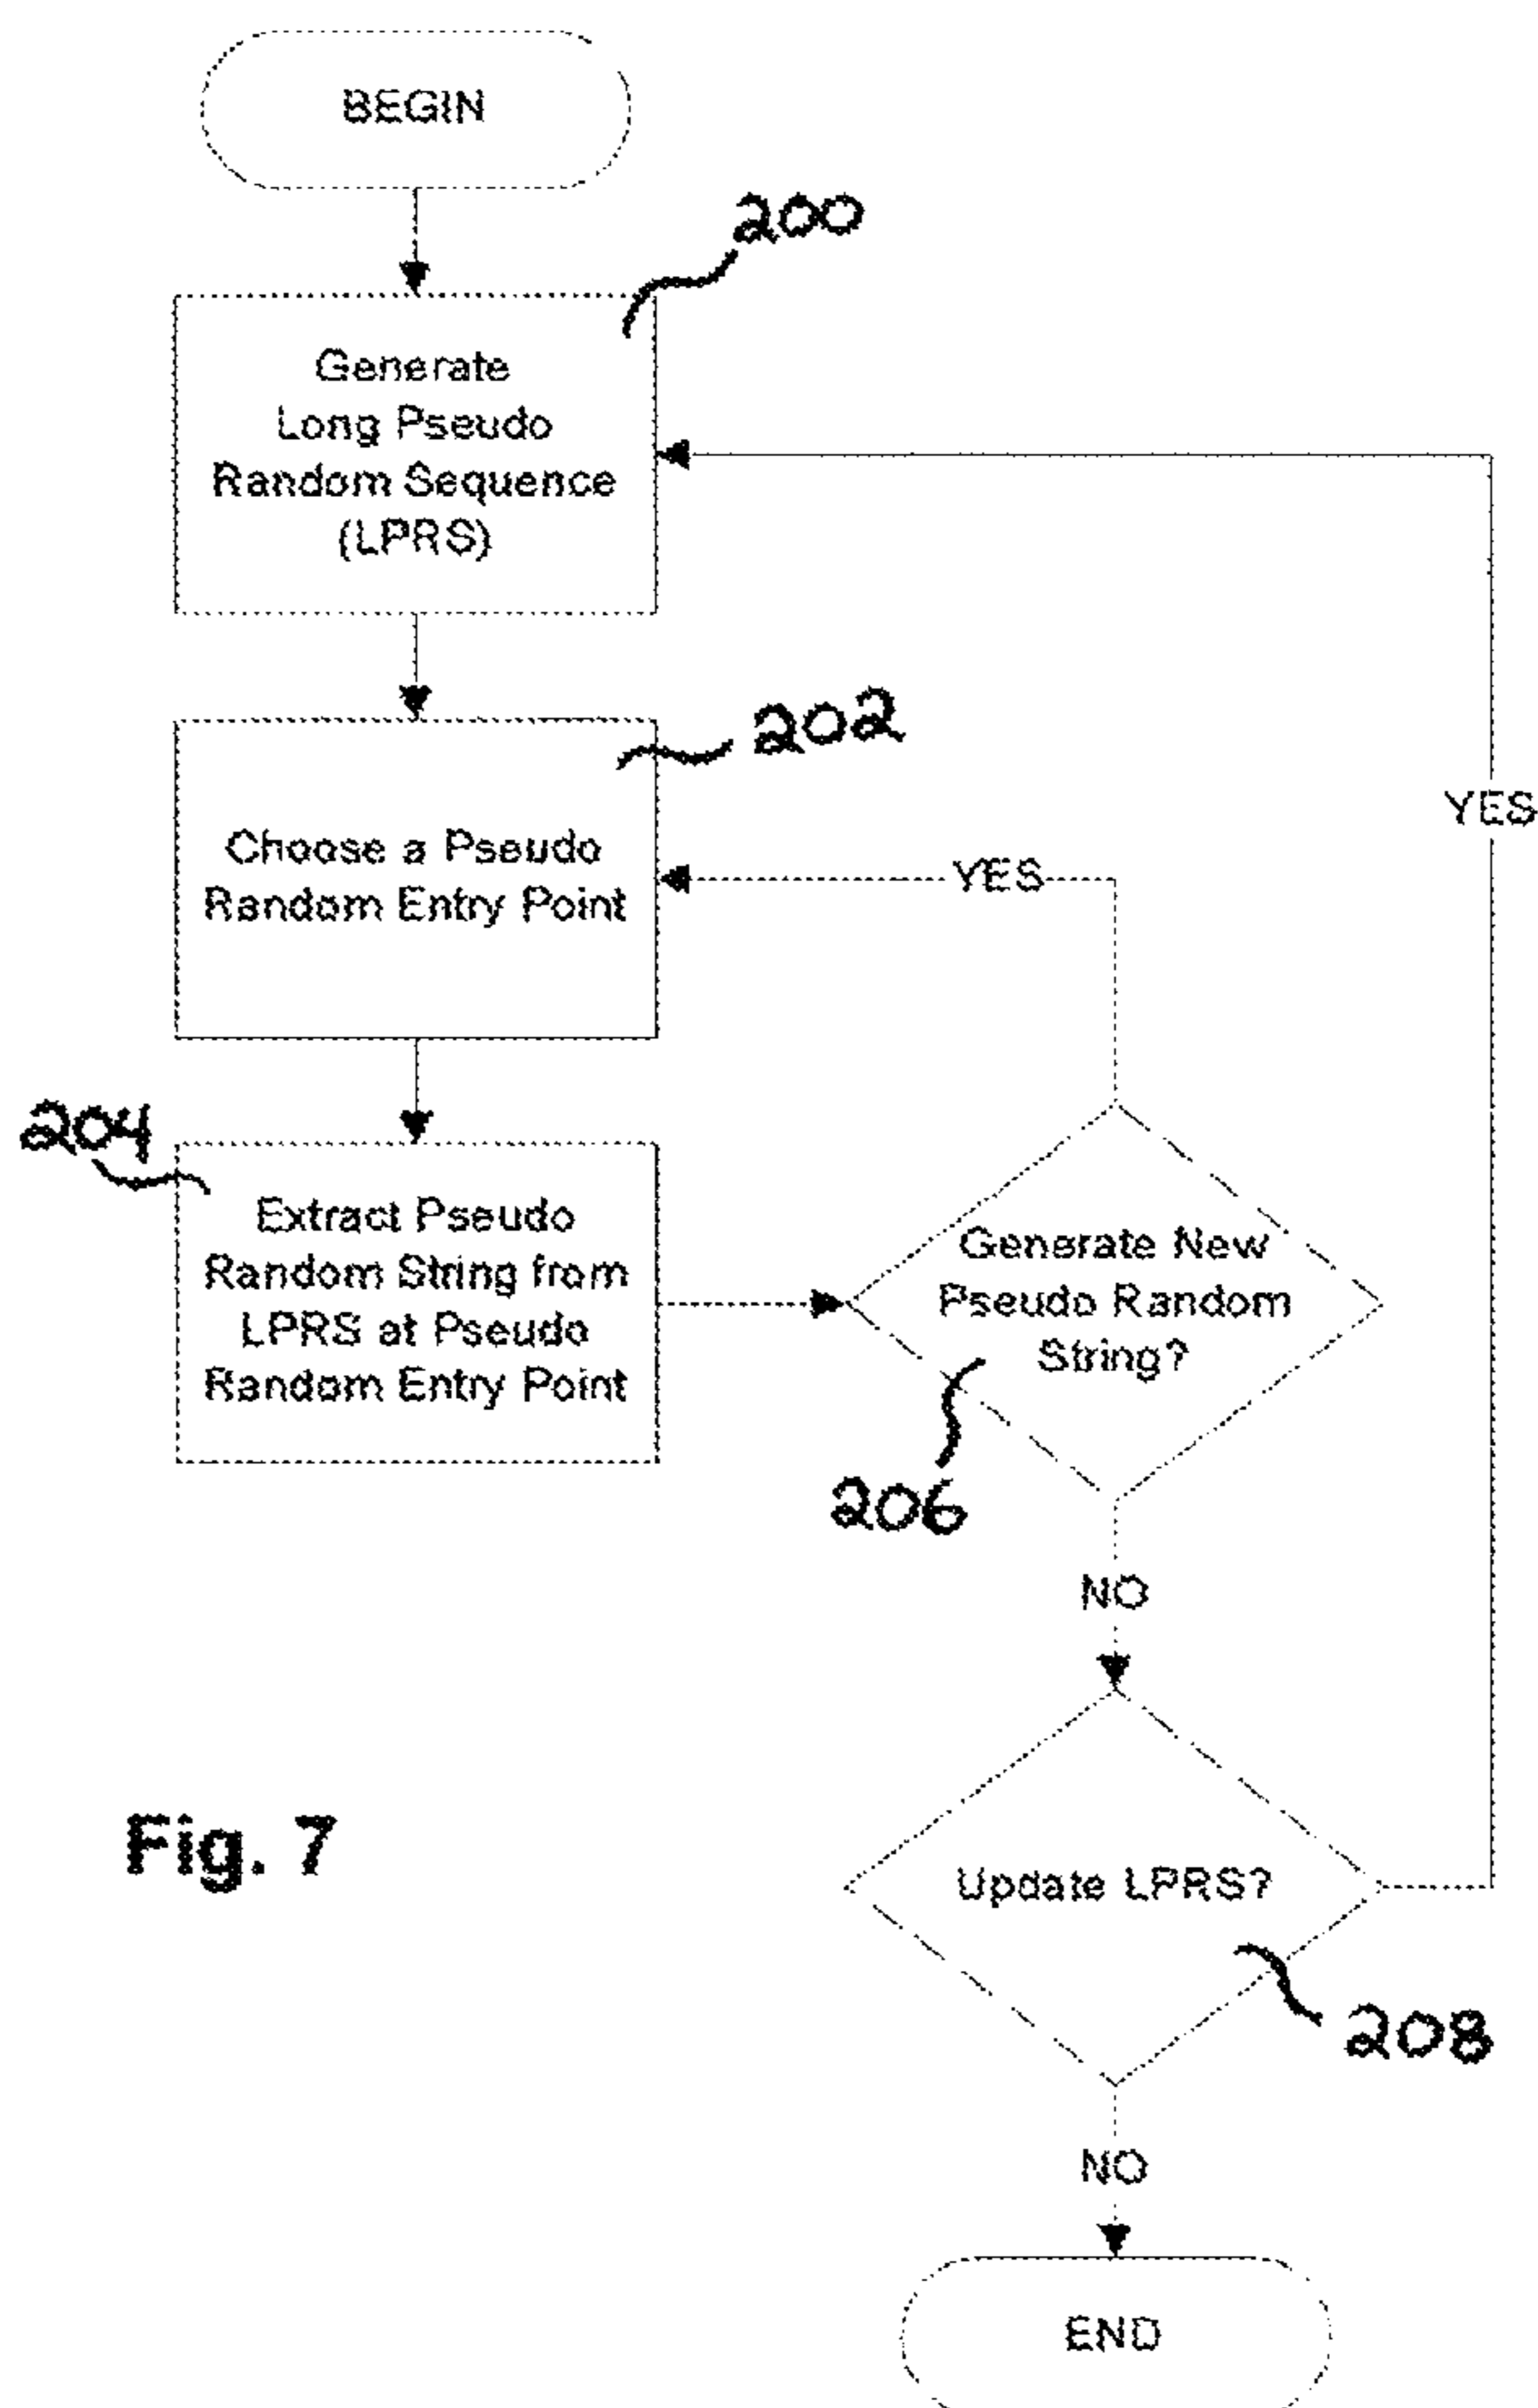 BEGIN
200
Generate
Long Pseudo
Random Sequence
(LPRS)
202
Choose a Pseudo
Random Entry Point
YES
YES
204
Extract Pseudo
Random String from
LPRS at Pseudo
Random Entry Point
Generate New
Pseudo Random
String?
206
NO
Fig. 7
Update LPRS?
208
NO
END